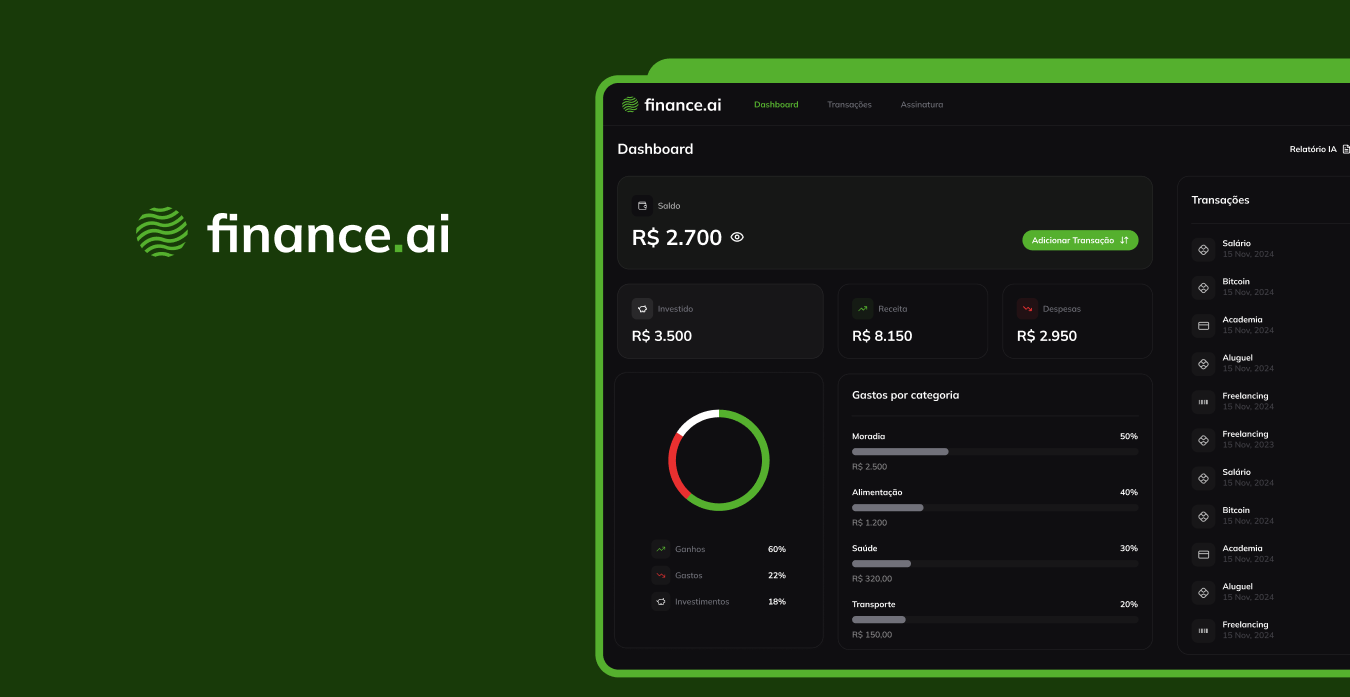 finance.ai
finance.ai
Dashboard
Transações
Assinatura
Dashboard
Relatório IA
Saldo
R$ 2.700
Adicionar Transação
Investido
R$ 3.500
Receita
R$ 8.150
Despesas
R$ 2.950
Ganhos 60%
Gastos 22%
Investimentos 18%
Gastos por categoria
Moradia 50%
R$ 2.500
Alimentação 40%
R$ 1.200
Saúde 30%
R$ 320,00
Transporte 20%
R$ 150,00
Transações
Salário
15 Nov, 2024
Bitcoin
15 Nov, 2024
Academia
15 Nov, 2024
Aluguel
15 Nov, 2024
Freelancing
15 Nov, 2024
Freelancing
15 Nov, 2023
Salário
15 Nov, 2024
Bitcoin
15 Nov, 2024
Academia
15 Nov, 2024
Aluguel
15 Nov, 2024
Freelancing
15 Nov, 2024